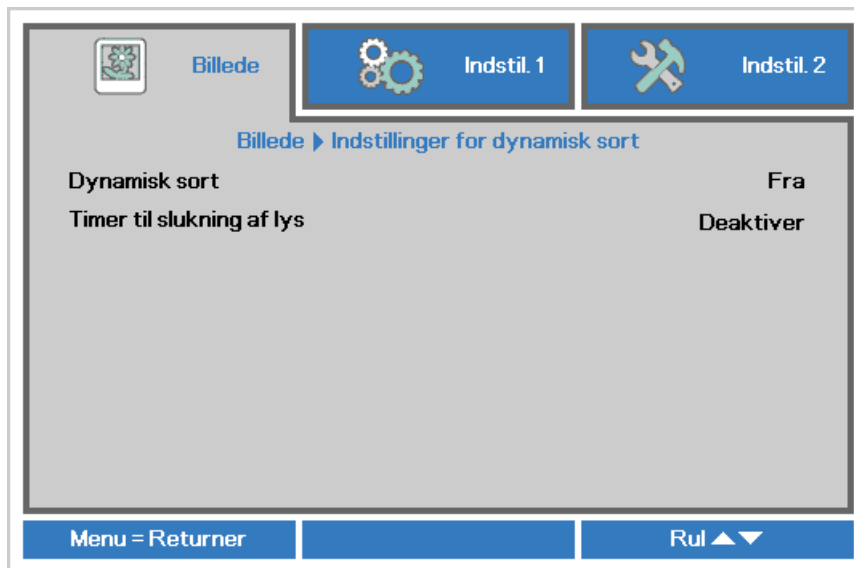 Billede
Indstil. 1
Indstil. 2
Billede ▶ Indstillinger for dynamisk sort
Dynamisk sort Fra
Timer til slukning af lys Deaktiver
Menu = Returner
Rul ▲▼